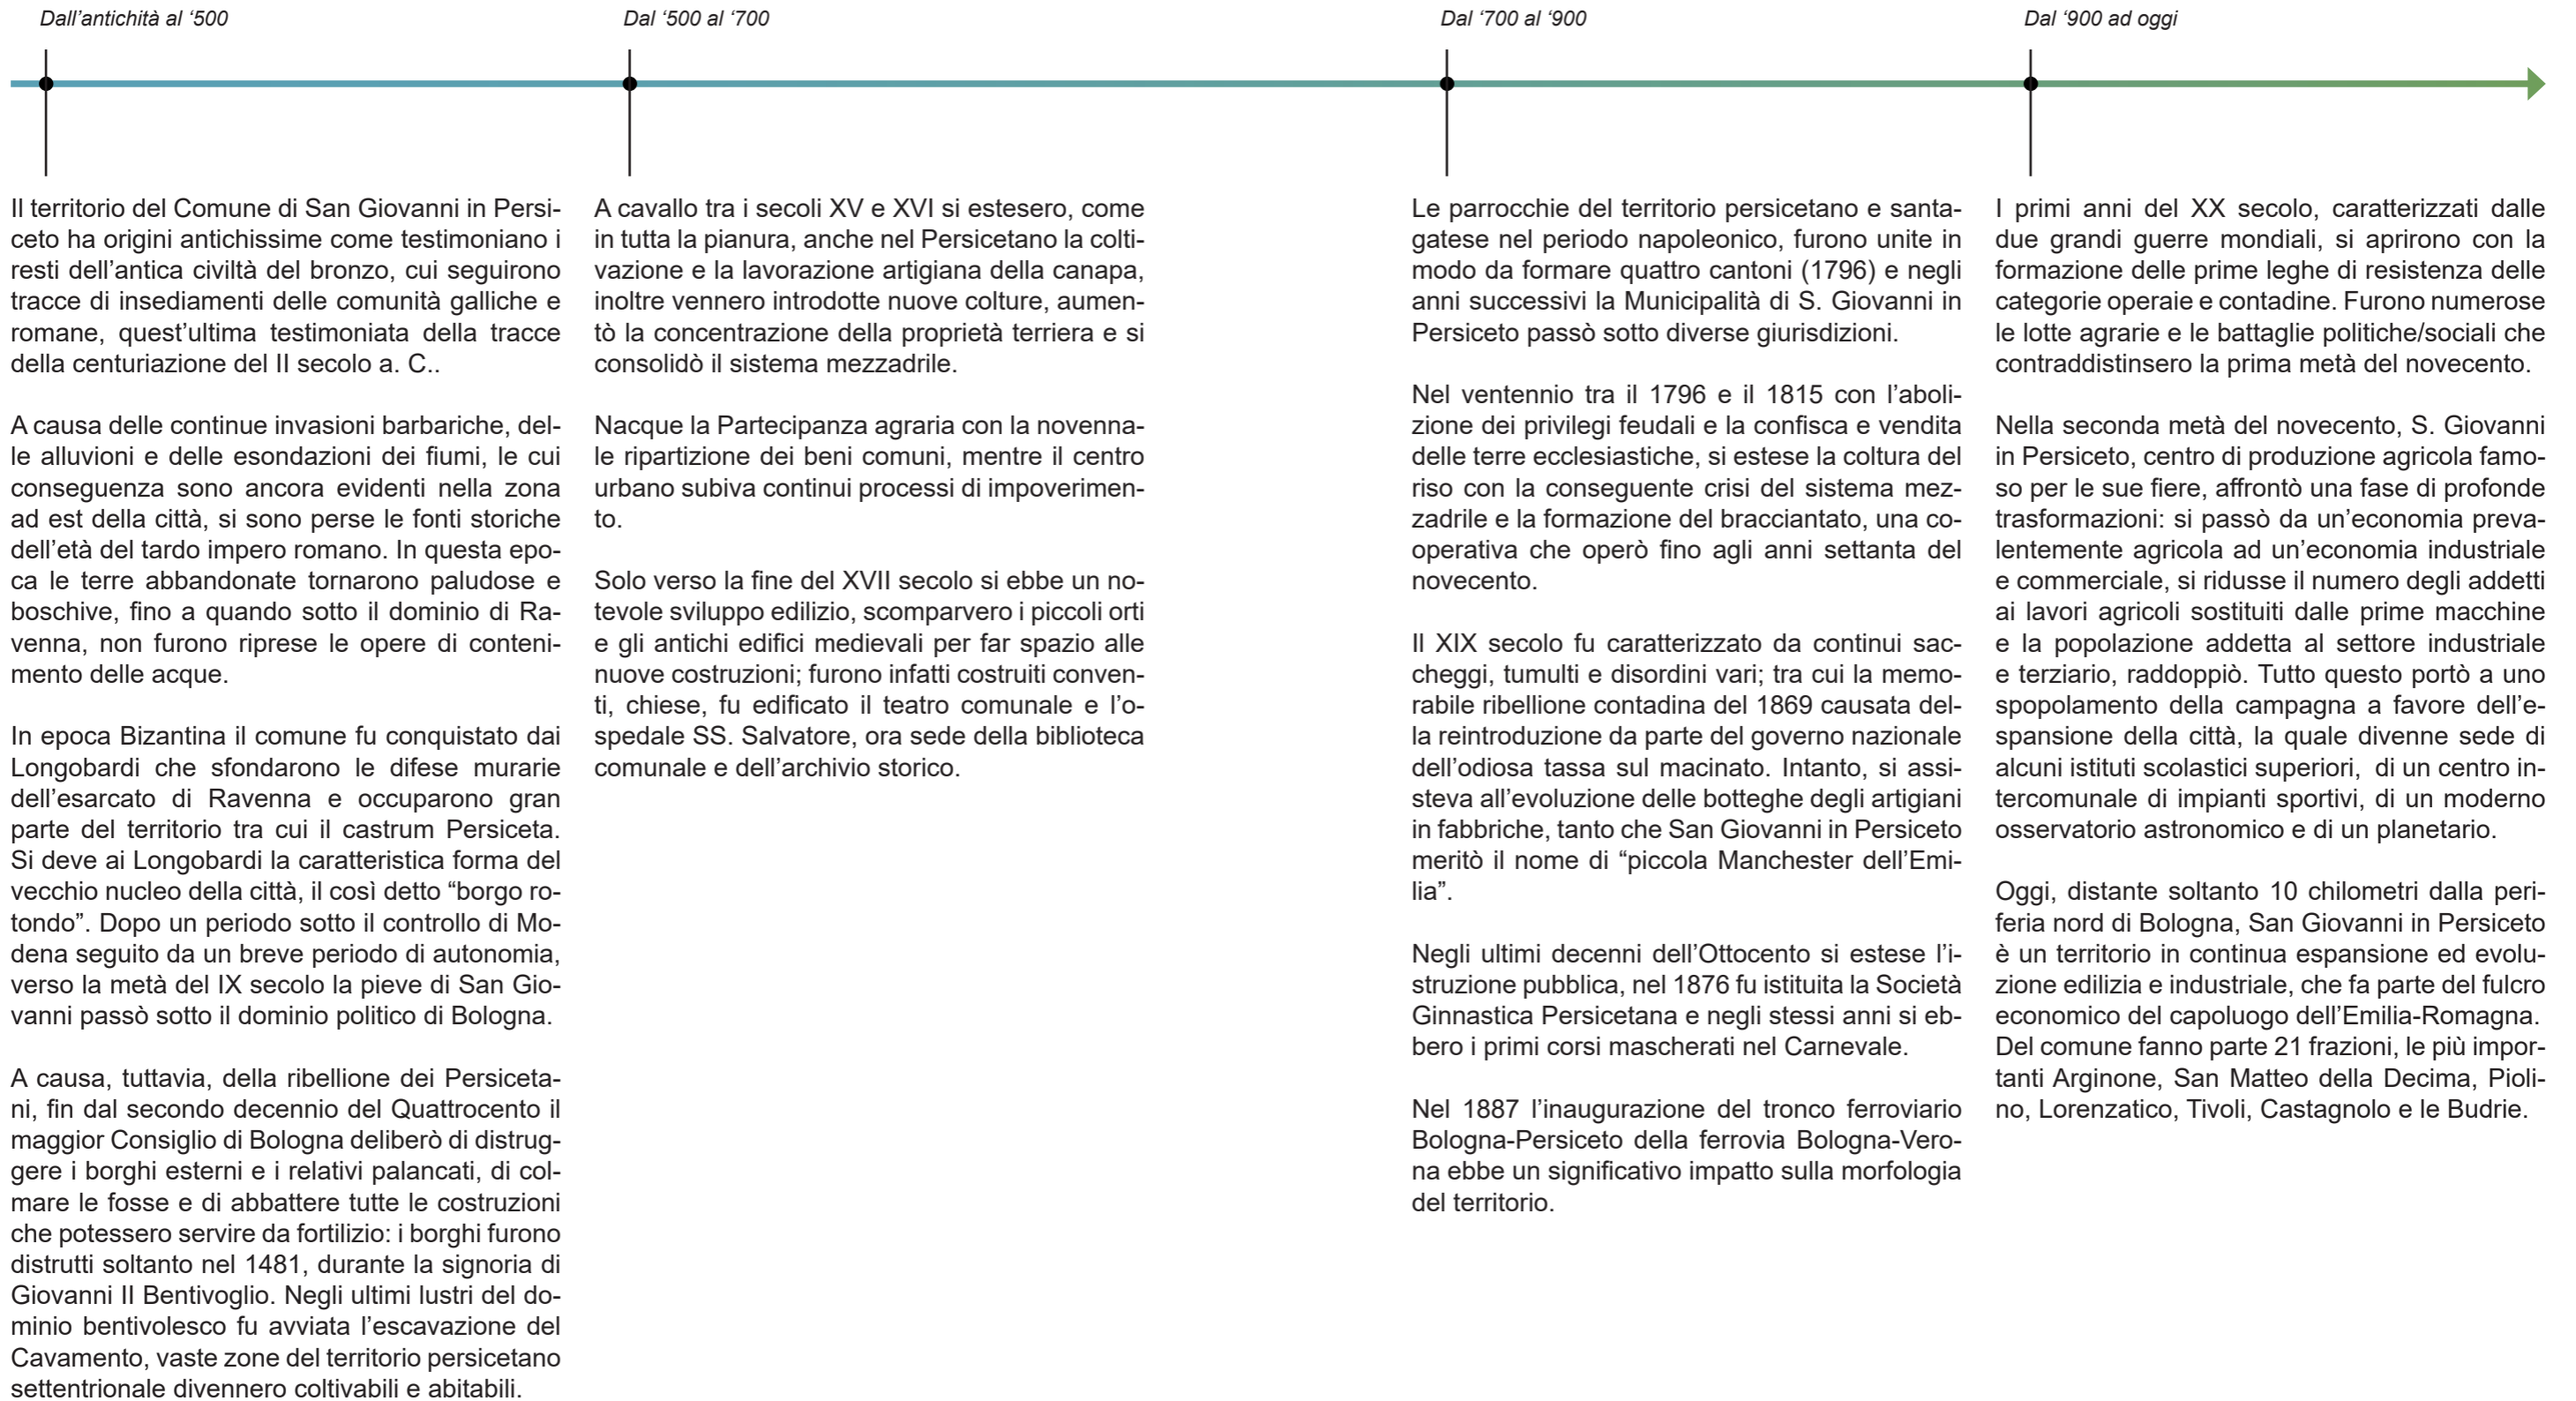 Dall’antichità al ‘500
Dal ‘500 al ‘700
Dal ‘700 al ‘900
Dal ‘900 ad oggi
Il territorio del Comune di San Giovanni in Persi-
ceto ha origini antichissime come testimoniano i
resti dell’antica civiltà del bronzo, cui seguirono
tracce di insediamenti delle comunità galliche e
romane, quest’ultima testimoniata della tracce
della centuriazione del II secolo a. C..
A causa delle continue invasioni barbariche, del-
le alluvioni e delle esondazioni dei fiumi, le cui
conseguenza sono ancora evidenti nella zona
ad est della città, si sono perse le fonti storiche
dell’età del tardo impero romano. In questa epo-
ca le terre abbandonate tornarono paludose e
boschive, fino a quando sotto il dominio di Ra-
venna, non furono riprese le opere di conteni-
mento delle acque.
In epoca Bizantina il comune fu conquistato dai
Longobardi che sfondarono le difese murarie
dell’esarcato di Ravenna e occuparono gran
parte del territorio tra cui il castrum Persiceta.
Si deve ai Longobardi la caratteristica forma del
vecchio nucleo della città, il così detto “borgo ro-
tondo”. Dopo un periodo sotto il controllo di Mo-
dena seguito da un breve periodo di autonomia,
verso la metà del IX secolo la pieve di San Gio-
vanni passò sotto il dominio politico di Bologna.
A causa, tuttavia, della ribellione dei Persiceta-
ni, fin dal secondo decennio del Quattrocento il
maggior Consiglio di Bologna deliberò di distrug-
gere i borghi esterni e i relativi palancati, di col-
mare le fosse e di abbattere tutte le costruzioni
che potessero servire da fortilizio: i borghi furono
distrutti soltanto nel 1481, durante la signoria di
Giovanni II Bentivoglio. Negli ultimi lustri del do-
minio bentivolesco fu avviata l’escavazione del
Cavamento, vaste zone del territorio persicetano
settentrionale divennero coltivabili e abitabili.
A cavallo tra i secoli XV e XVI si estesero, come
in tutta la pianura, anche nel Persicetano la colti-
vazione e la lavorazione artigiana della canapa,
inoltre vennero introdotte nuove colture, aumen-
tò la concentrazione della proprietà terriera e si
consolidò il sistema mezzadrile.
Nacque la Partecipanza agraria con la novenna-
le ripartizione dei beni comuni, mentre il centro
urbano subiva continui processi di impoverimen-
to.
Solo verso la fine del XVII secolo si ebbe un no-
tevole sviluppo edilizio, scomparvero i piccoli orti
e gli antichi edifici medievali per far spazio alle
nuove costruzioni; furono infatti costruiti conven-
ti, chiese, fu edificato il teatro comunale e l’o-
spedale SS. Salvatore, ora sede della biblioteca
comunale e dell’archivio storico.
Le parrocchie del territorio persicetano e santa-
gatese nel periodo napoleonico, furono unite in
modo da formare quattro cantoni (1796) e negli
anni successivi la Municipalità di S. Giovanni in
Persiceto passò sotto diverse giurisdizioni.
Nel ventennio tra il 1796 e il 1815 con l’aboli-
zione dei privilegi feudali e la confisca e vendita
delle terre ecclesiastiche, si estese la coltura del
riso con la conseguente crisi del sistema mez-
zadrile e la formazione del bracciantato, una co-
operativa che operò fino agli anni settanta del
novecento.
Il XIX secolo fu caratterizzato da continui sac-
cheggi, tumulti e disordini vari; tra cui la memo-
rabile ribellione contadina del 1869 causata del-
la reintroduzione da parte del governo nazionale
dell’odiosa tassa sul macinato. Intanto, si assi-
steva all’evoluzione delle botteghe degli artigiani
in fabbriche, tanto che San Giovanni in Persiceto
meritò il nome di “piccola Manchester dell’Emi-
lia”.
Negli ultimi decenni dell’Ottocento si estese l’i-
struzione pubblica, nel 1876 fu istituita la Società
Ginnastica Persicetana e negli stessi anni si eb-
bero i primi corsi mascherati nel Carnevale.
Nel 1887 l’inaugurazione del tronco ferroviario
Bologna-Persiceto della ferrovia Bologna-Vero-
na ebbe un significativo impatto sulla morfologia
del territorio.
I primi anni del XX secolo, caratterizzati dalle
due grandi guerre mondiali, si aprirono con la
formazione delle prime leghe di resistenza delle
categorie operaie e contadine. Furono numerose
le lotte agrarie e le battaglie politiche/sociali che
contraddistinsero la prima metà del novecento.
Nella seconda metà del novecento, S. Giovanni
in Persiceto, centro di produzione agricola famo-
so per le sue fiere, affrontò una fase di profonde
trasformazioni: si passò da un’economia preva-
lentemente agricola ad un’economia industriale
e commerciale, si ridusse il numero degli addetti
ai lavori agricoli sostituiti dalle prime macchine
e la popolazione addetta al settore industriale
e terziario, raddoppiò. Tutto questo portò a uno
spopolamento della campagna a favore dell’e-
spansione della città, la quale divenne sede di
alcuni istituti scolastici superiori, di un centro in-
tercomunale di impianti sportivi, di un moderno
osservatorio astronomico e di un planetario.
Oggi, distante soltanto 10 chilometri dalla peri-
feria nord di Bologna, San Giovanni in Persiceto
è un territorio in continua espansione ed evolu-
zione edilizia e industriale, che fa parte del fulcro
economico del capoluogo dell’Emilia-Romagna.
Del comune fanno parte 21 frazioni, le più impor-
tanti Arginone, San Matteo della Decima, Pioli-
no, Lorenzatico, Tivoli, Castagnolo e le Budrie.